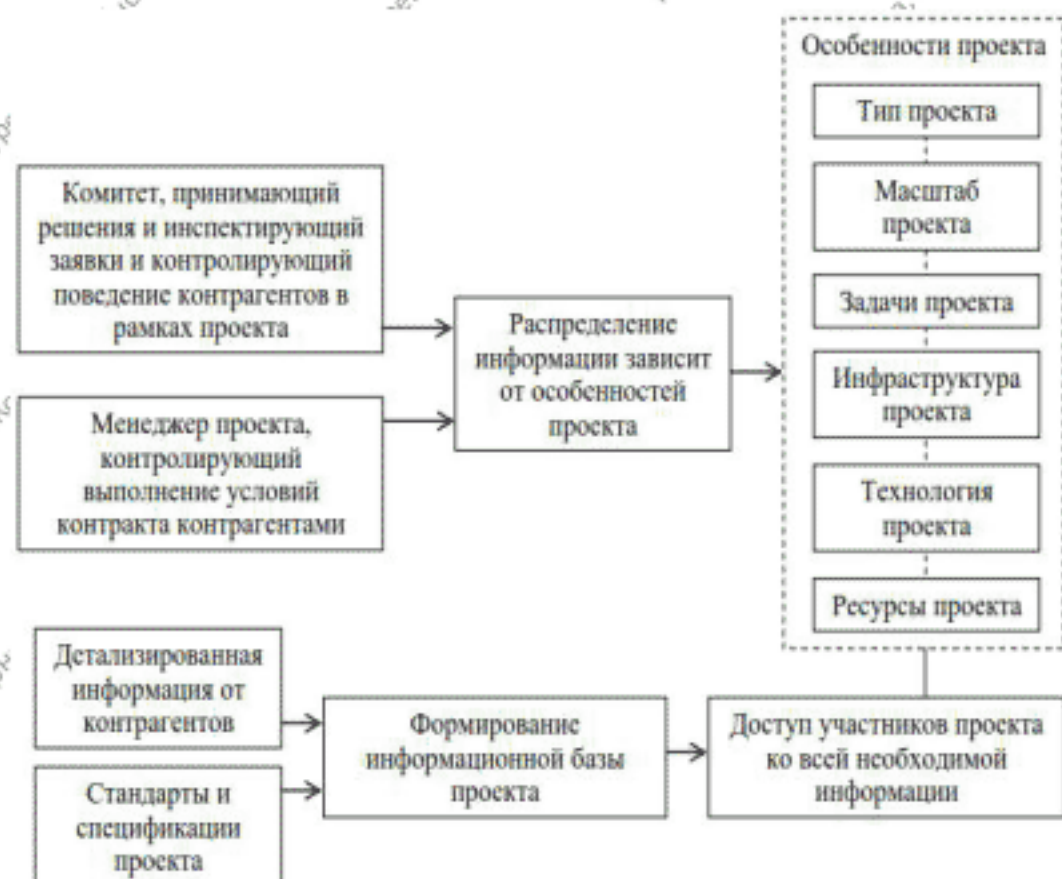 Особенности проекта
Тип проекта
Масштаб
проекта
Задачи проекта
Инфраструктура
проекта
Технология
проекта
Ресурсы проекта
Комитет, принимающий
решения и инспектирующий
заявки и контролирующий
поведение контрагентов в
рамках проекта
Менеджер проекта,
контролирующий
выполнение условий
контракта контрагентами
Распределение
информации зависит
от особенностей
проекта
Детализированная
информация от
контрагентов
Стандарты и
спецификации
проекта
Формирование
информационной базы
проекта
Доступ участников проекта
ко всей необходимой
информации